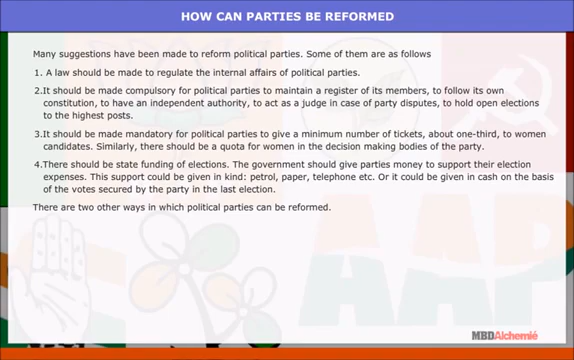 HOW CAN PARTIES BE REFORMED
Many suggestions have been made to reform political parties. Some of them are as follows
1. A law should be made to regulate the internal affairs of political parties.
2.It should be made compulsory for political parties to maintain a register of its members, to follow its own
constitution, to have an independent authority, to act as a judge in case of party disputes, to hold open elections
to the highest posts.
3.It should be made mandatory for political parties to give a minimum number of tickets, about one-third, to women
candidates. Similarly, there should be a quota for women in the decision making bodies of the party.
4.There should be state funding of elections. The government should give parties money to support their election
expenses. This support could be given in kind: petrol, paper, telephone etc. Or it could be given in cash on the basis
of the votes secured by the party in the last election.
There are two other ways in which political parties can be reformed.
AAP
AAP
MBDAlchemié